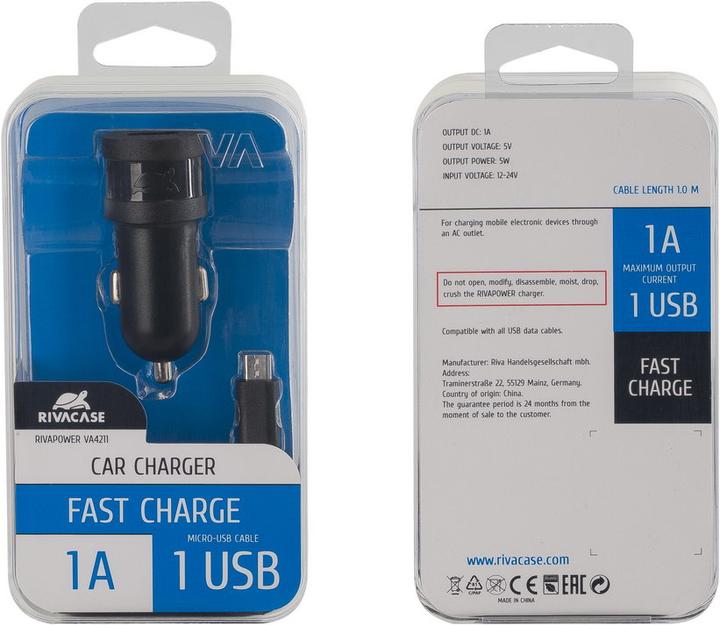 VA
RIVACASE
RIVAPOWER VA4211
CAR CHARGER
FAST CHARGE
MICRO-USB CABLE
1A
1 USB
OUTPUT DC: 1A
OUTPUT VOLTAGE: 5V
OUTPUT POWER: 5W
INPUT VOLTAGE: 12-24V
CABLE LENGTH 1.0 M
For charging mobile electronic devices through
an AC outlet.
1A
MAXIMUM OUTPUT
CURRENT
1 USB
Do not open, modify, disassemble, moist, drop,
crush the RIVAPOWER charger.
Compatible with all USB data cables.
FAST
CHARGE
Manufacturer: Riva Handelsgesellschaft mbh.
Address:
Traminerstraße 22, 55129 Mainz, Germany.
Country of origin: China.
The guarantee period is 24 months from the
moment of sale to the customer.
www.rivacase.com
81
C/PAP
CE
EAC
MADE IN CHINA